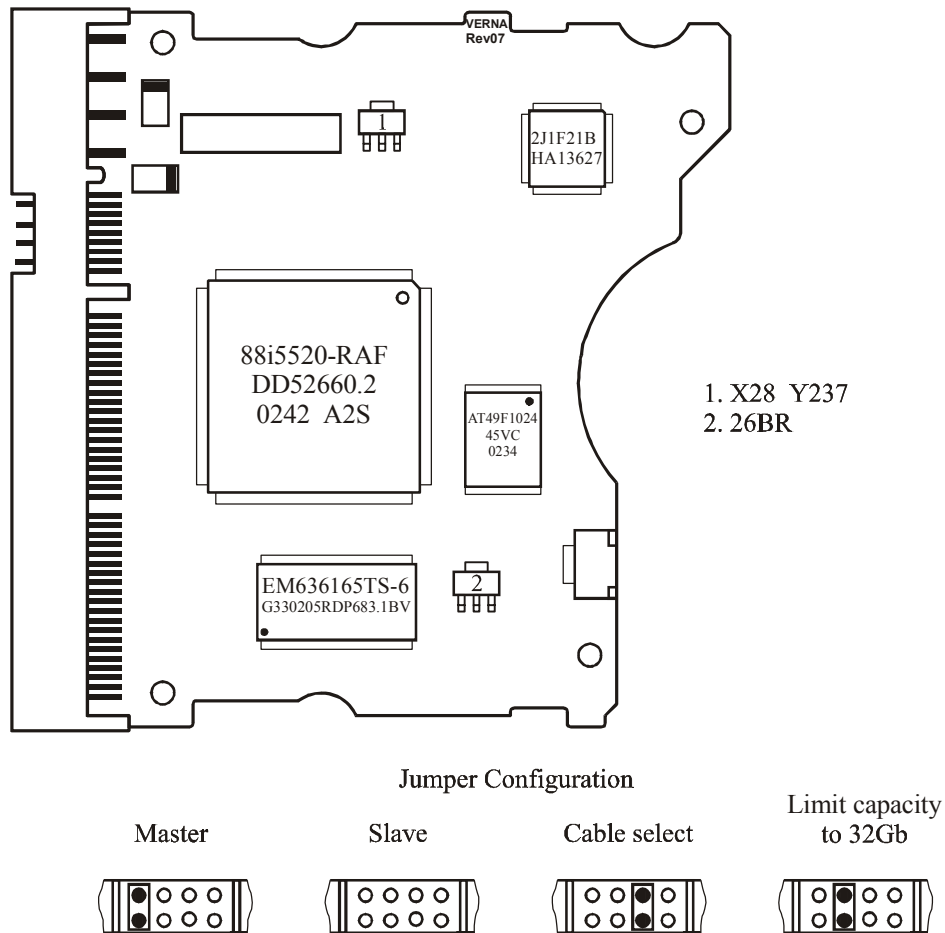 VERNA
Rev07
1
2J1F21B
HA13627
88i5520-RAF
DD52660.2
0242 A2S
AT49F1024
45VC
0234
1. X28 Y237
2. 26BR
EM636165TS-6
G330205RDP683.1BV
2
Jumper Configuration
Master
Slave
Cable select
Limit capacity
to 32Gb